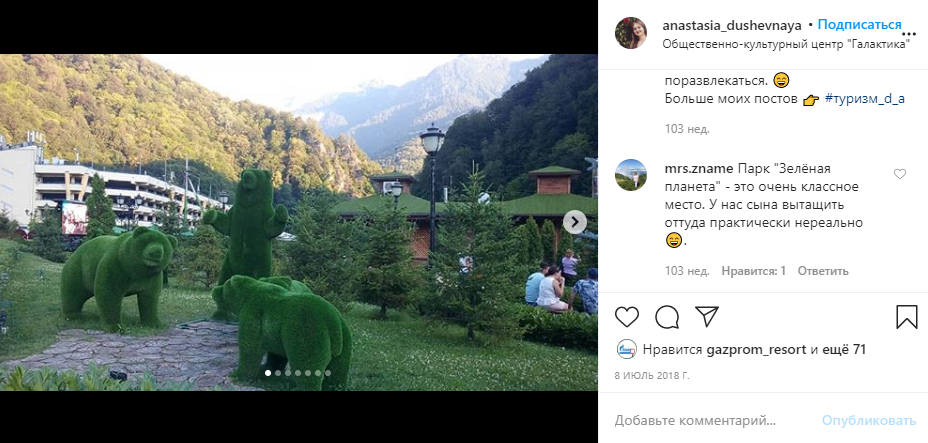 anastasia_dushevnaya • Подписаться
Общественно-культурный центр "Галактика"
поразвлекаться. 😄
Больше моих постов 👉 #туризм_d_a
103 нед.
mrs.zname Парк "Зелёная
планета" - это очень классное
место. У нас сына вытащить
оттуда практически нереально
😄.
103 нед. Нравится: 1 Ответить
Нравится gazprom_resort и ещё 71
8 ИЮЛЬ 2018 Г.
Добавьте комментарий... Опубликовать